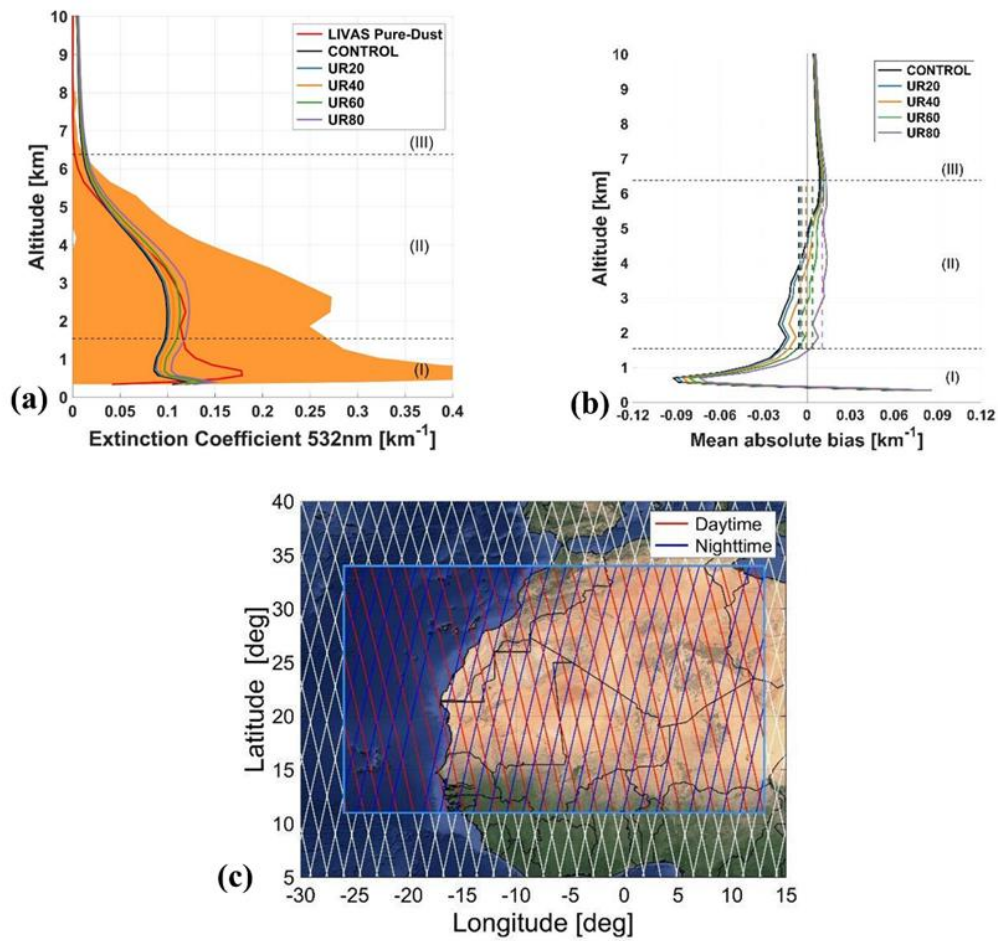 LIVAS Pure-Dust
CONTROL
UR20
UR40
UR60
UR80
10
9
8
7
6
5
4
3
2
1
0
Altitude [km]
(III)
(II)
(I)
0
0.05
0.1
0.15
0.2
0.25
0.3
0.35
0.4
Extinction Coefficient 532nm [km-1]
(a)
CONTROL
UR20
UR40
UR60
UR80
10
9
8
7
6
5
4
3
2
1
0
Altitude [km]
(III)
(II)
(I)
-0.12
-0.09
-0.06
-0.03
0
0.03
0.06
0.09
0.12
Mean absolute bias [km-1]
(b)
Daytime
Nighttime
40
35
30
25
20
15
10
5
Latitude [deg]
-30
-25
-20
-15
-10
-5
0
5
10
15
Longitude [deg]
(c)